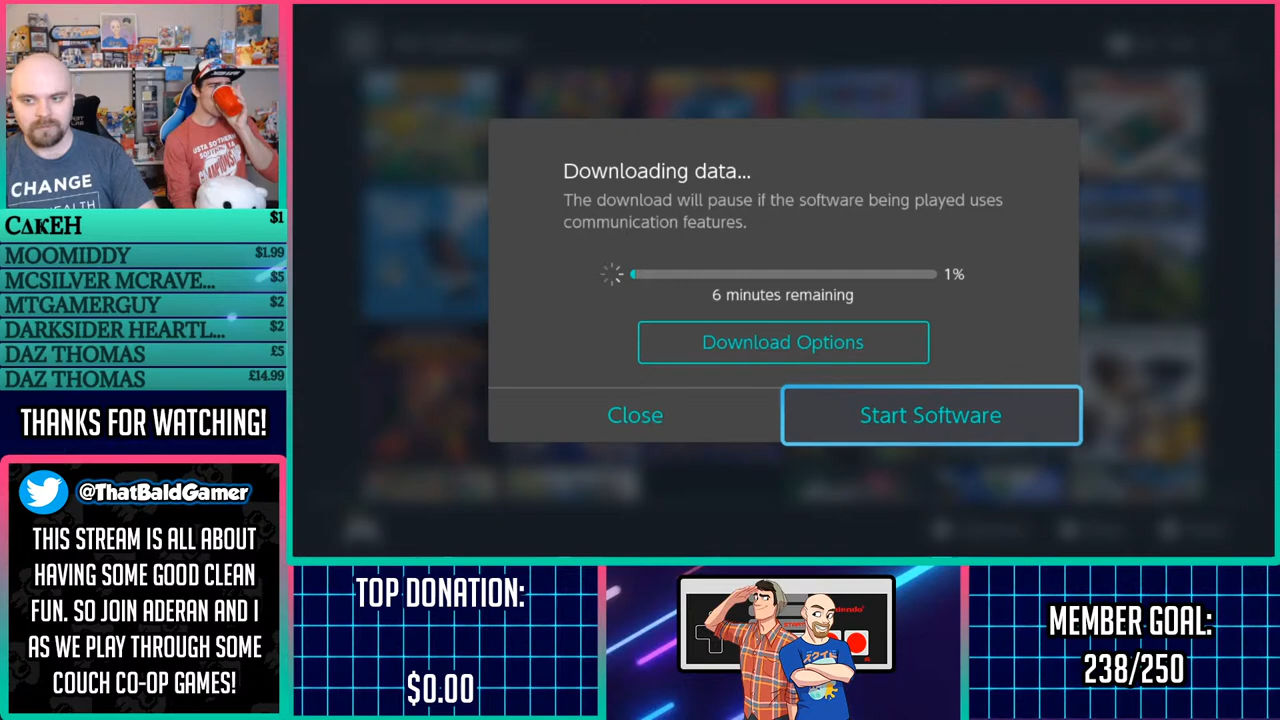 CHANGE
CΔKEH $1
MOOMIDDY $1.99
MCSILVER MCRAVE... $5
MTGAMERGUY $2
DARKSIDER HEARTL... $2
DAZ THOMAS £5
DAZ THOMAS £14.99
THANKS FOR WATCHING!
@ThatBaldGamer
THIS STREAM IS ALL ABOUT
HAVING SOME GOOD CLEAN
FUN. SO JOIN ADERAN AND I
AS WE PLAY THROUGH SOME
COUCH CO-OP GAMES!
Downloading data...
The download will pause if the software being played uses
communication features.
1%
6 minutes remaining
Download Options
Close
Start Software
TOP DONATION:
$0.00
MEMBER GOAL:
238/250